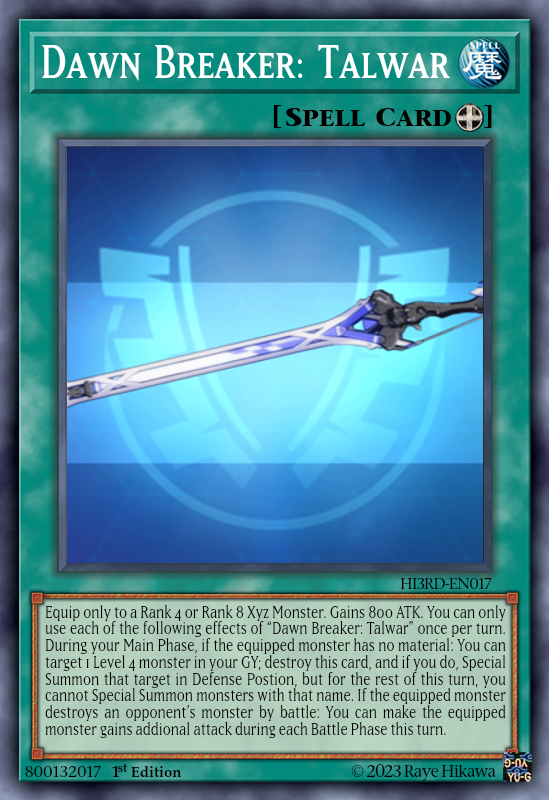 DAWN BREAKER: TALWAR
SPELL
魔
[SPELL CARD]
HI3RD-EN017
Equip only to a Rank 4 or Rank 8 Xyz Monster. Gains 800 ATK. You can only
use each of the following effects of “Dawn Breaker: Talwar” once per turn.
During your Main Phase, if the equipped monster has no material: You can
target 1 Level 4 monster in your GY; destroy this card, and if you do, Special
Summon that target in Defense Postion, but for the rest of this turn, you
cannot Special Summon monsters with that name. If the equipped monster
destroys an opponent’s monster by battle: You can make the equipped
monster gains addional attack during each Battle Phase this turn.
800132017 1st Edition
©2023 Raye Hikawa